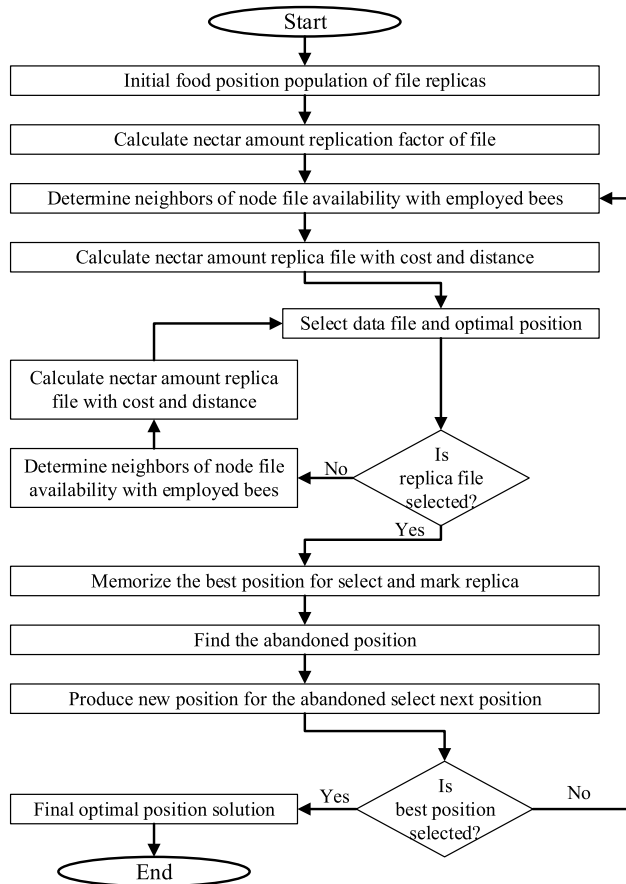 Start
Initial food position population of file replicas
Calculate nectar amount replication factor of file
Determine neighbors of node file availability with employed bees
Calculate nectar amount replica file with cost and distance
Select data file and optimal position
Calculate nectar amount replica
file with cost and distance
Determine neighbors of node file
availability with employed bees
No
Is
replica file
selected?
Yes
Memorize the best position for select and mark replica
Find the abandoned position
Produce new position for the abandoned select next position
Is
best position
selected?
No
Yes
Final optimal position solution
End